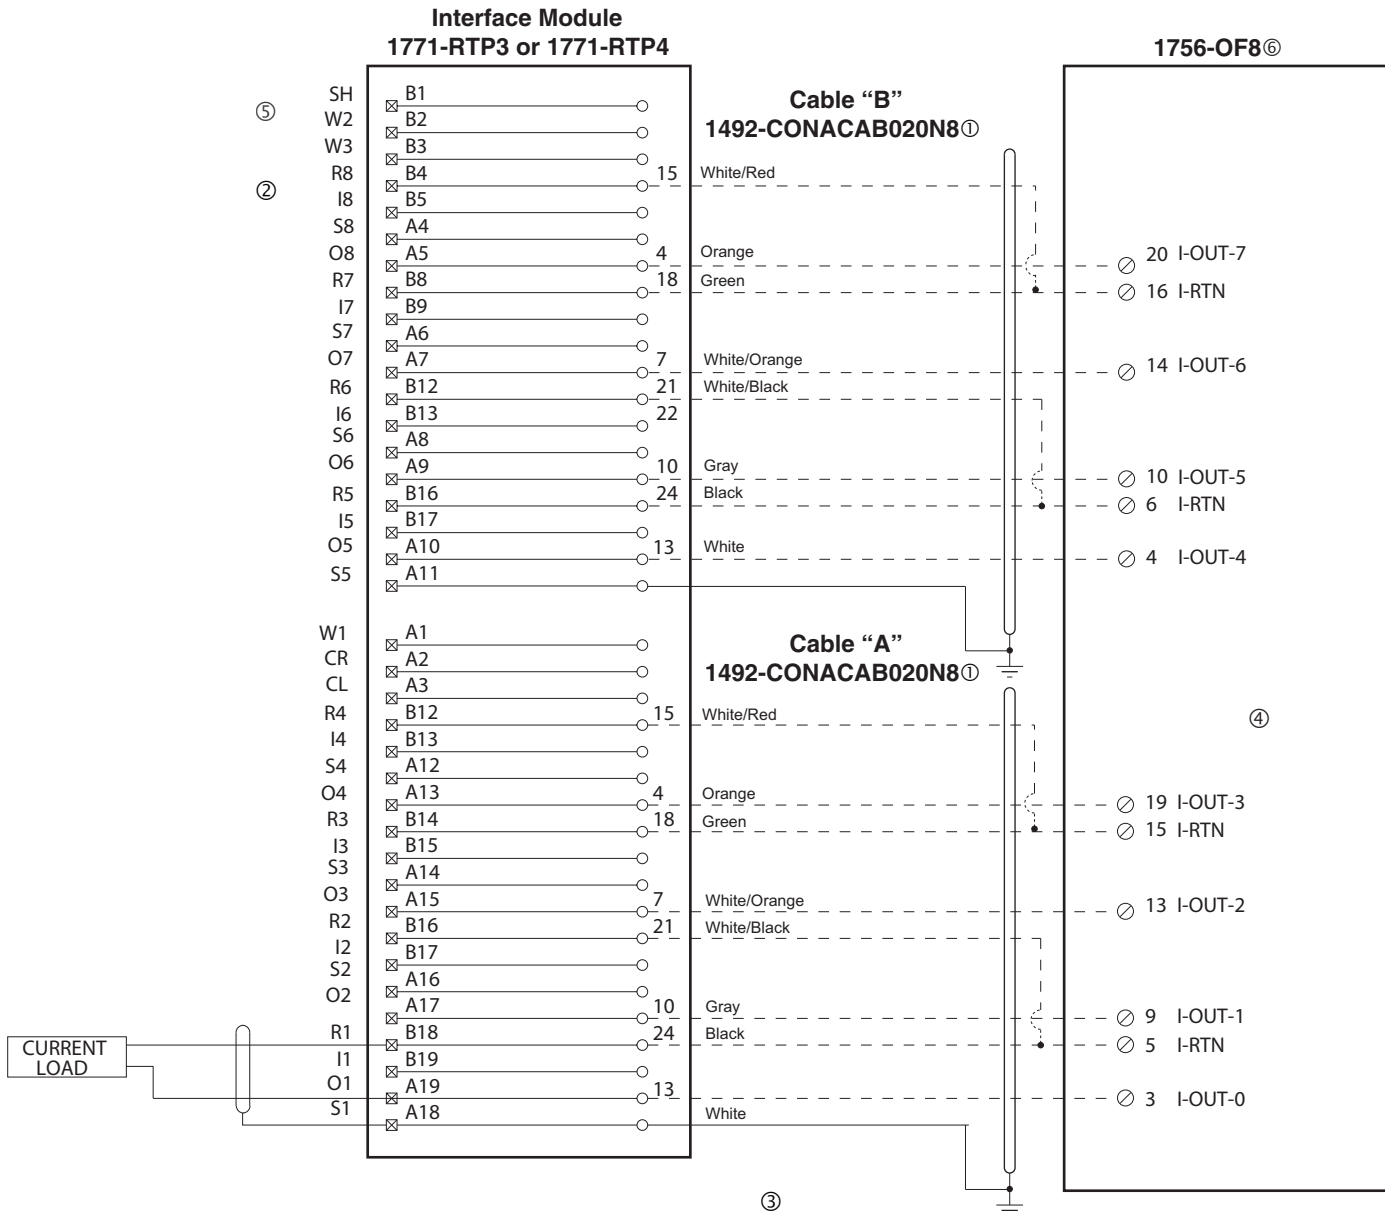 Interface Module
1771-RTP3 or 1771-RTP4
1756-OF8⑥
Cable “B”
1492-CONACAB020N8①
⑤
②
SH B1
W2 B2
W3 B3
R8 B4 15 White/Red
I8 B5
S8 A4
O8 A5 4 Orange 20 I-OUT-7
R7 B8 18 Green 16 I-RTN
I7 B9
S7 A6
O7 A7 7 White/Orange 14 I-OUT-6
R6 B12 21 White/Black
I6 B13 22
S6 A8
O6 A9 10 Gray 10 I-OUT-5
R5 B16 24 Black 6 I-RTN
I5 B17
O5 A10 13 White 4 I-OUT-4
S5 A11
Cable “A”
1492-CONACAB020N8①
W1 A1
CR A2
CL A3
R4 B12 15 White/Red
④
I4 B13
S4 A12
O4 A13 4 Orange 19 I-OUT-3
R3 B14 18 Green 15 I-RTN
I3 B15
S3 A14
O3 A15 7 White/Orange 13 I-OUT-2
R2 B16 21 White/Black
I2 B17
S2 A16
O2 A17 10 Gray 9 I-OUT-1
R1 B18 24 Black 5 I-RTN
CURRENT
LOAD
I1 B19
O1 A19 13 3 I-OUT-0
S1 A18 White
③